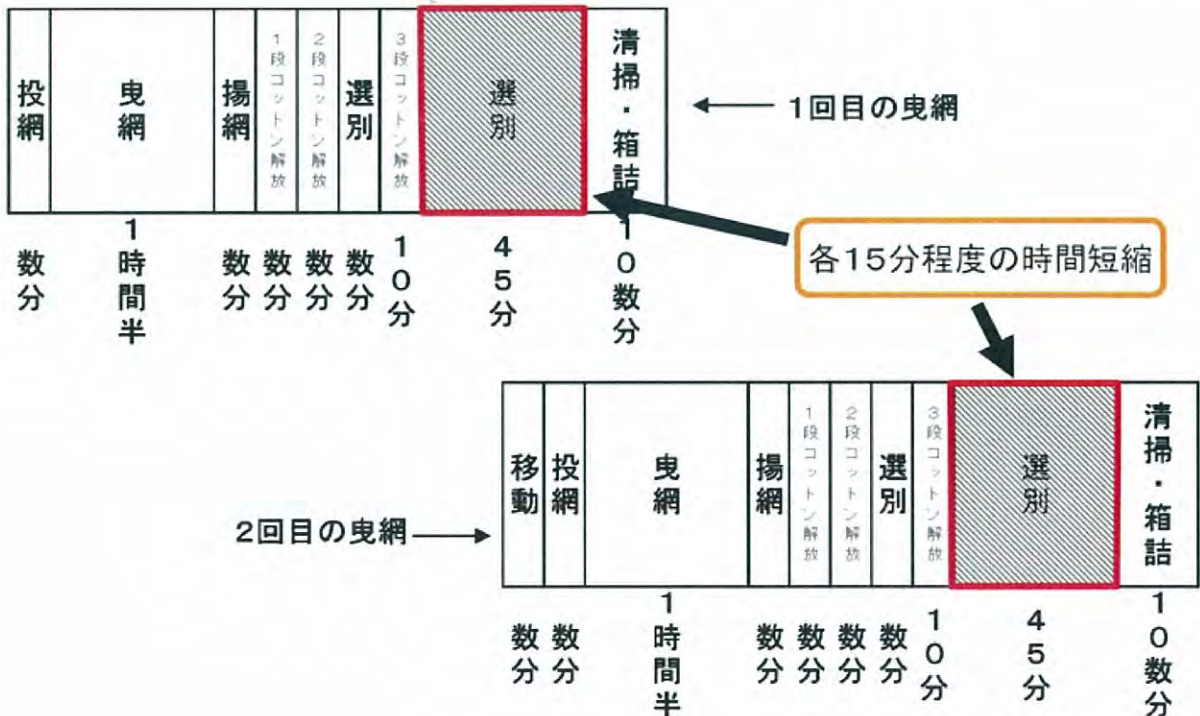 投網
曳網
揚網
1段コットン解放
2段コットン解放
選別
3段コットン解放
選別
清掃・箱詰
1回目の曳網
数分
1時間半
数分
数分
数分
数分
10分
45分
10数分
各15分程度の時間短縮
2回目の曳網
移動
投網
曳網
揚網
1段コットン解放
2段コットン解放
選別
3段コットン解放
選別
清掃・箱詰
数分
数分
1時間半
数分
数分
数分
数分
10分
45分
10数分